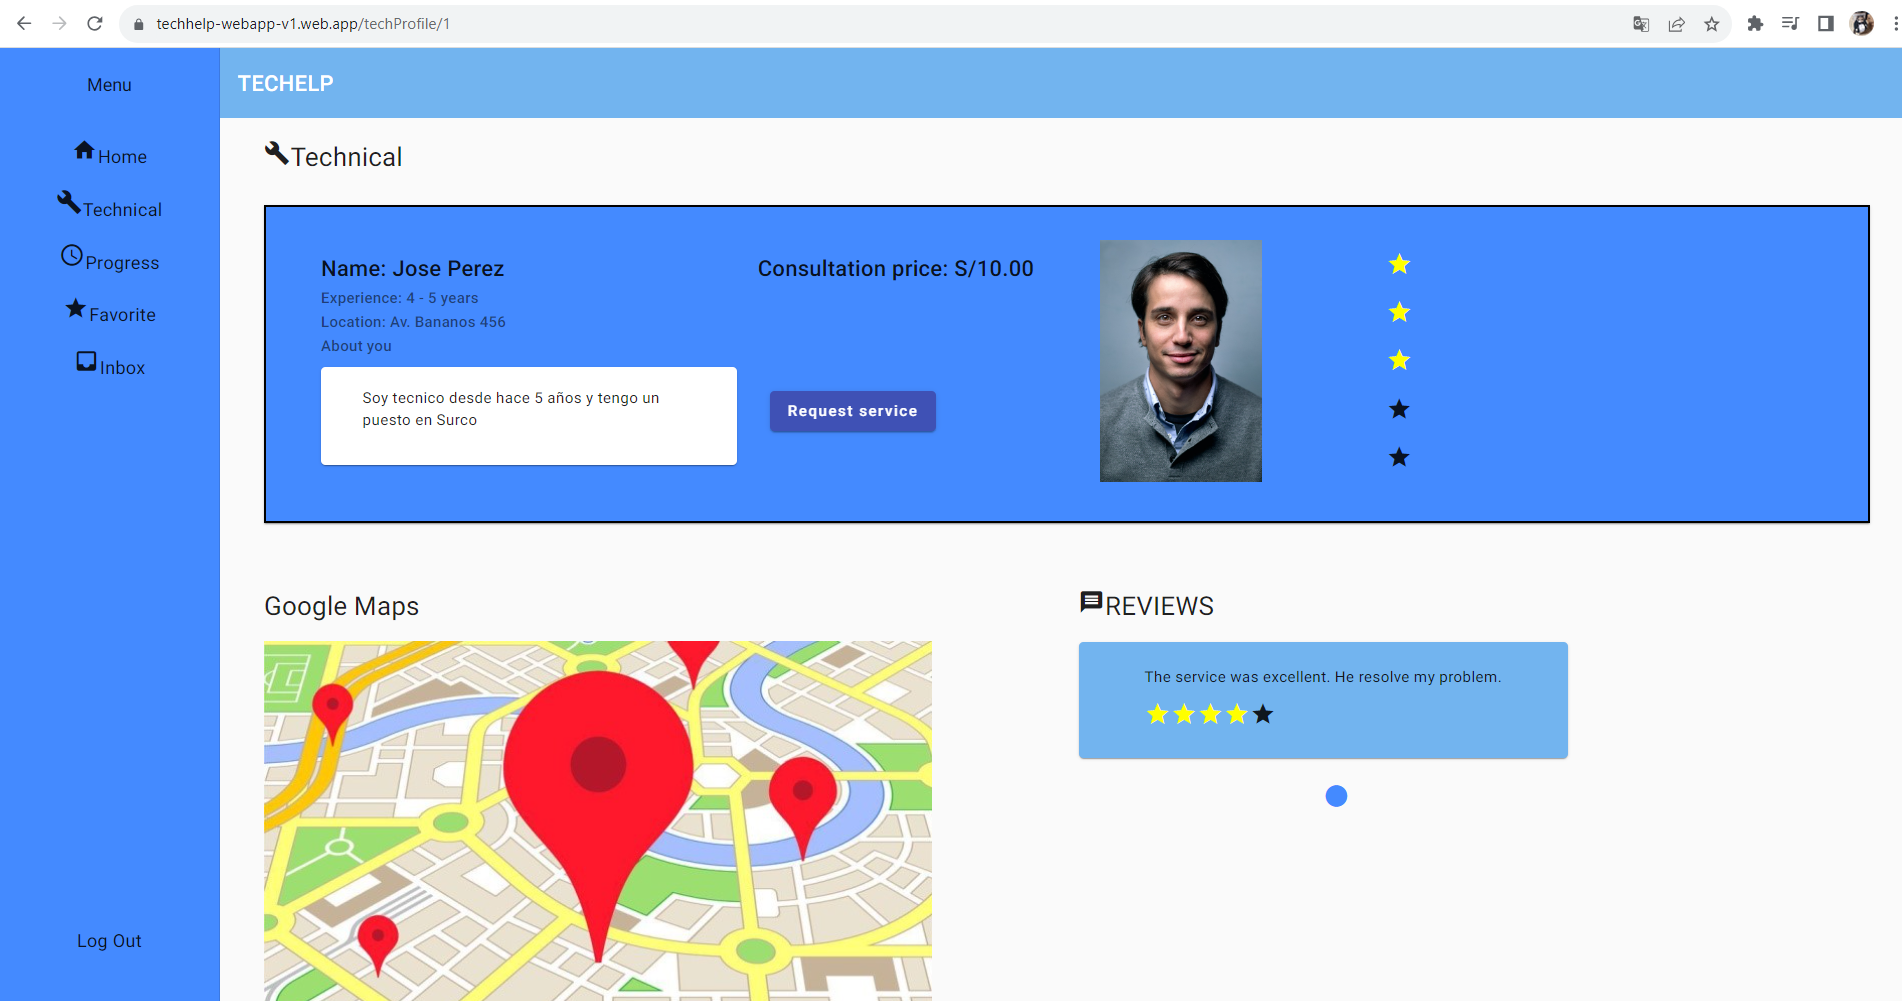 techhelp-webapp-v1.web.app/techProfile/1
Menu
TECHELP
Home
Technical
Progress
Favorite
Inbox
Log Out
Technical
Name: Jose Perez
Experience: 4 - 5 years
Location: Av. Bananos 456
About you
Soy tecnico desde hace 5 años y tengo un
puesto en Surco
Consultation price: S/10.00
Request service
Google Maps
REVIEWS
The service was excellent. He resolve my problem.